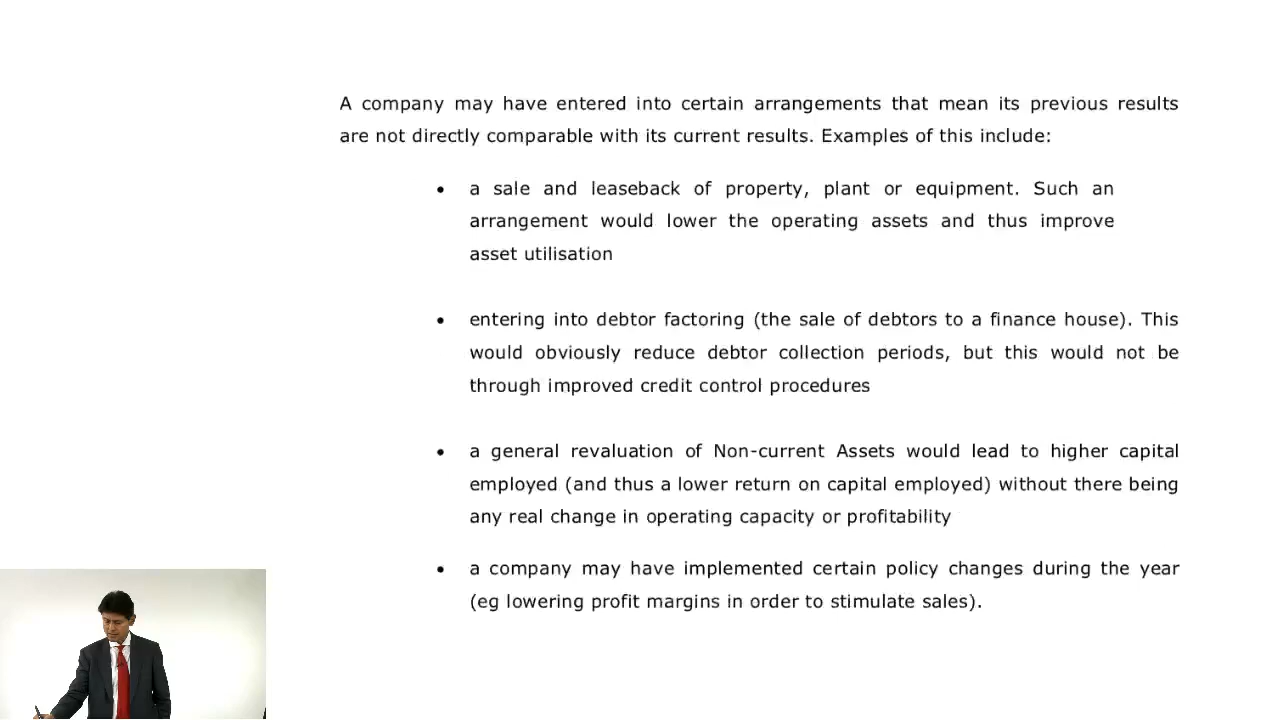 A company may have entered into certain arrangements that mean its previous results
are not directly comparable with its current results. Examples of this include:
• a sale and leaseback of property, plant or equipment. Such an
arrangement would lower the operating assets and thus improve
asset utilisation
• entering into debtor factoring (the sale of debtors to a finance house). This
would obviously reduce debtor collection periods, but this would not be
through improved credit control procedures
• a general revaluation of Non-current Assets would lead to higher capital
employed (and thus a lower return on capital employed) without there being
any real change in operating capacity or profitability
• a company may have implemented certain policy changes during the year
(eg lowering profit margins in order to stimulate sales).